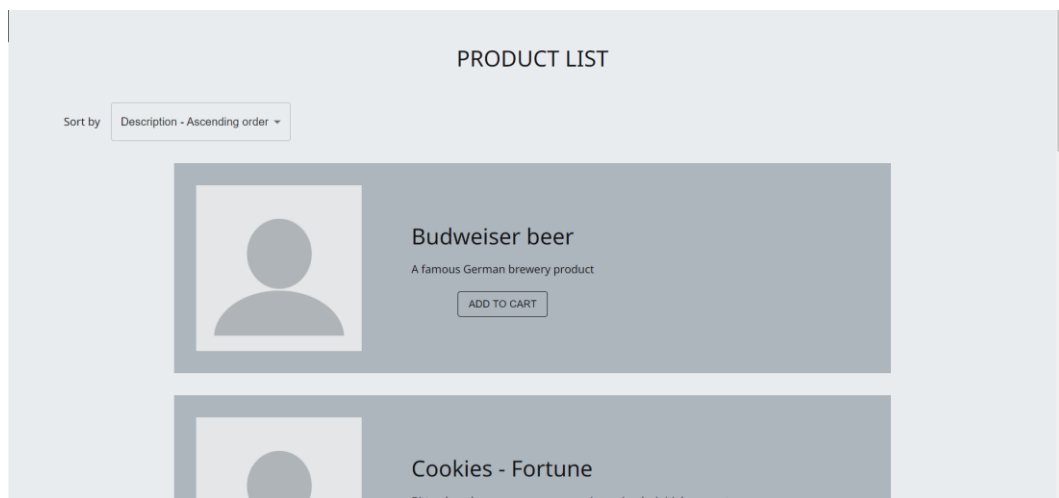 PRODUCT LIST
Sort by Description - Ascending order
Budweiser beer
A famous German brewery product
ADD TO CART
Cookies - Fortune